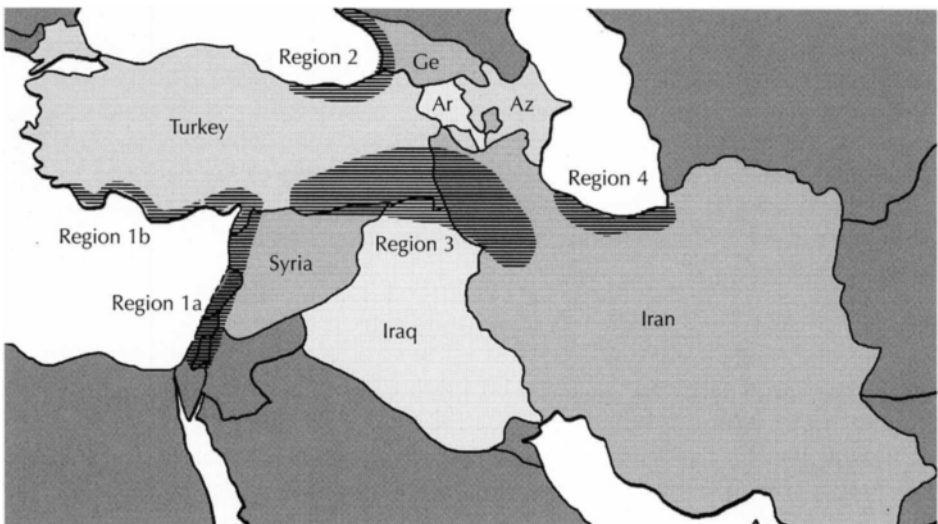 Region 2
Ge
Ar
Az
Turkey
Region 4
Region 1b
Region 3
Syria
Region 1a
Iraq
Iran